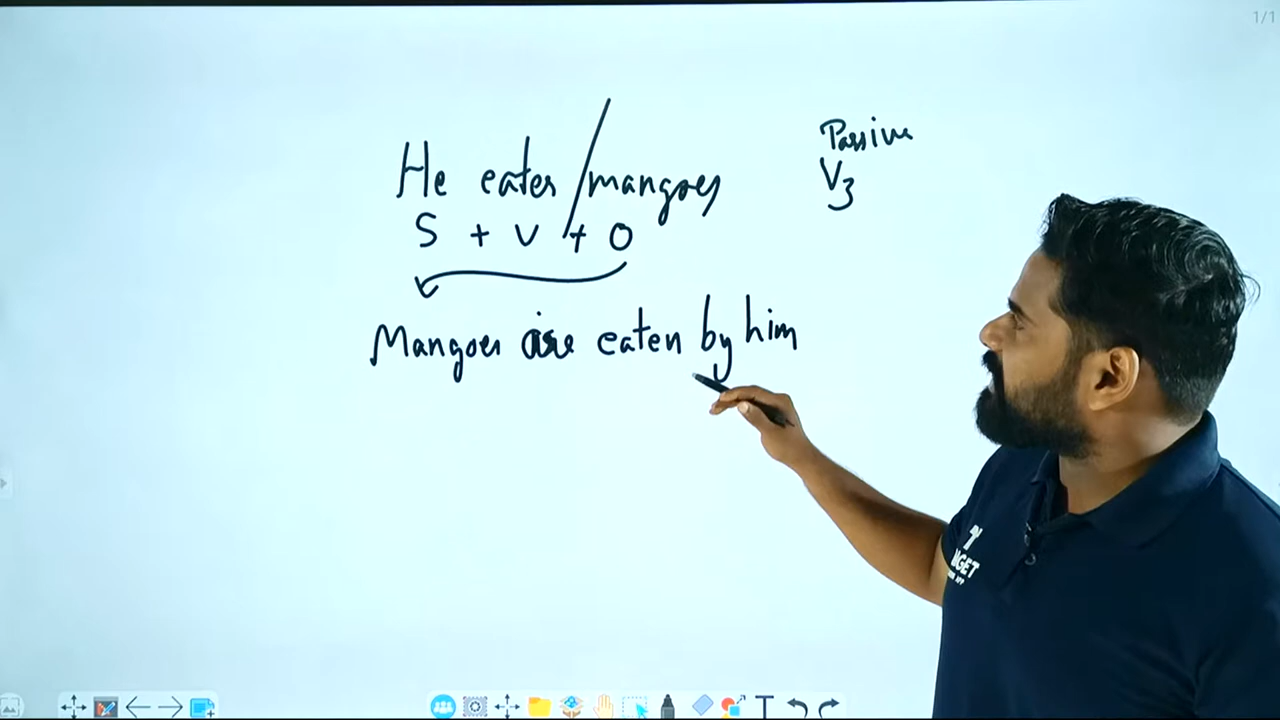 1/1
He eates / mangoes
Passive
V3
S + V + O
Mangoes are eaten by him
T